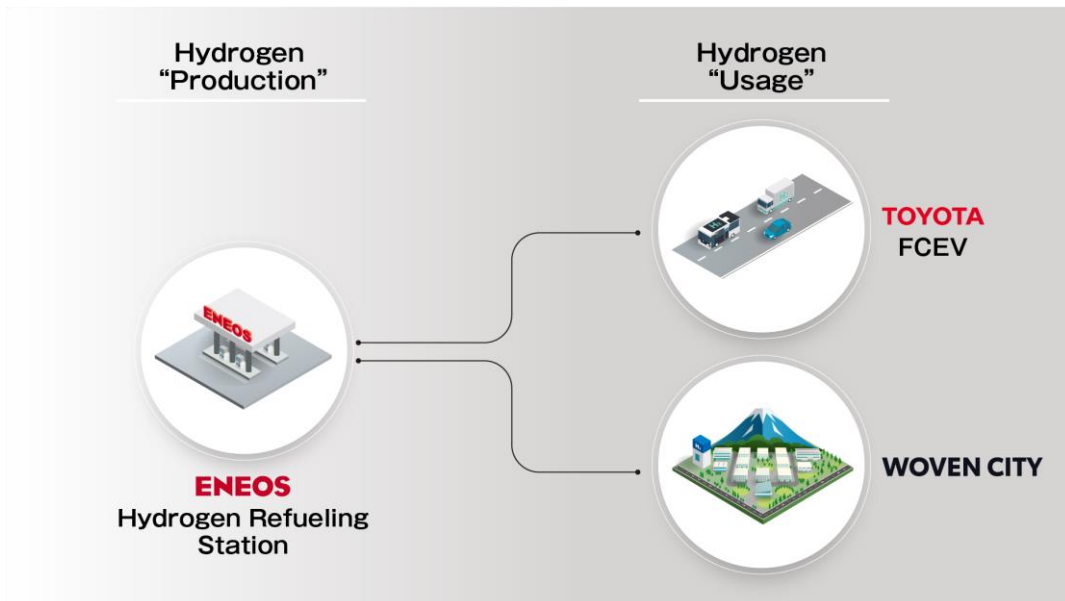 Hydrogen
“Production”
Hydrogen
“Usage”
ENEOS
ENEOS
Hydrogen Refueling
Station
TOYOTA
FCEV
WOVEN CITY